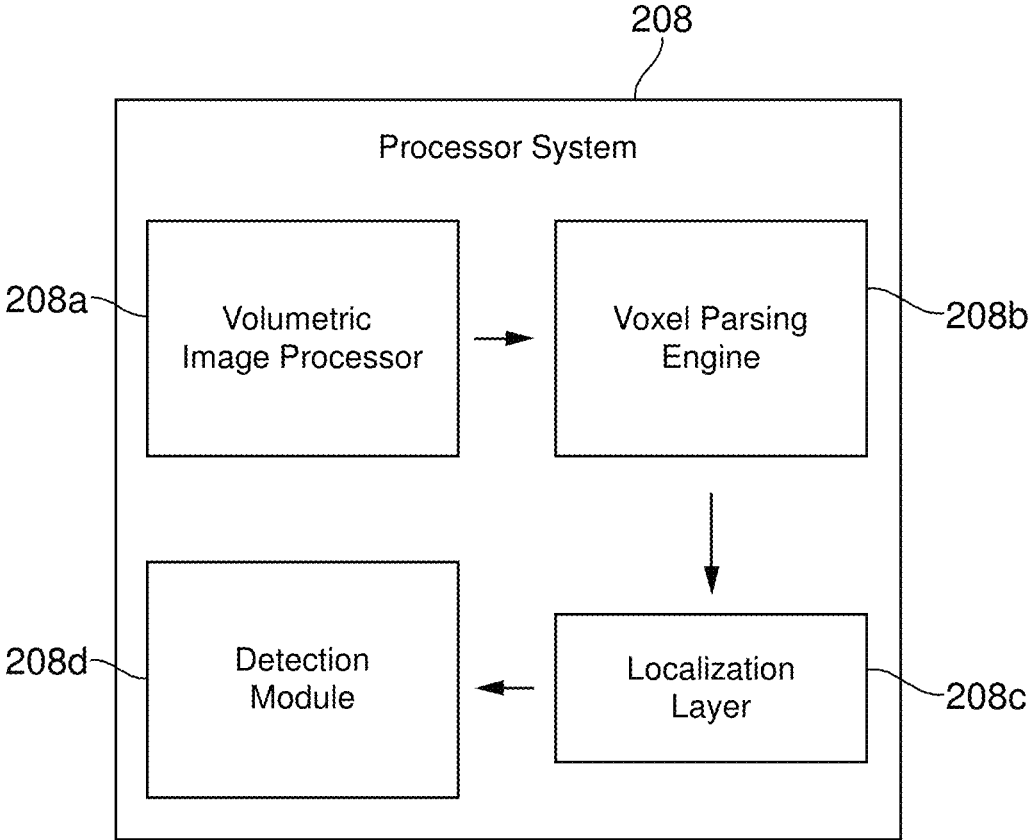 208
Processor System
208a
Volumetric
Image Processor
Voxel Parsing
Engine
208b
208d
Detection
Module
Localization
Layer
208c